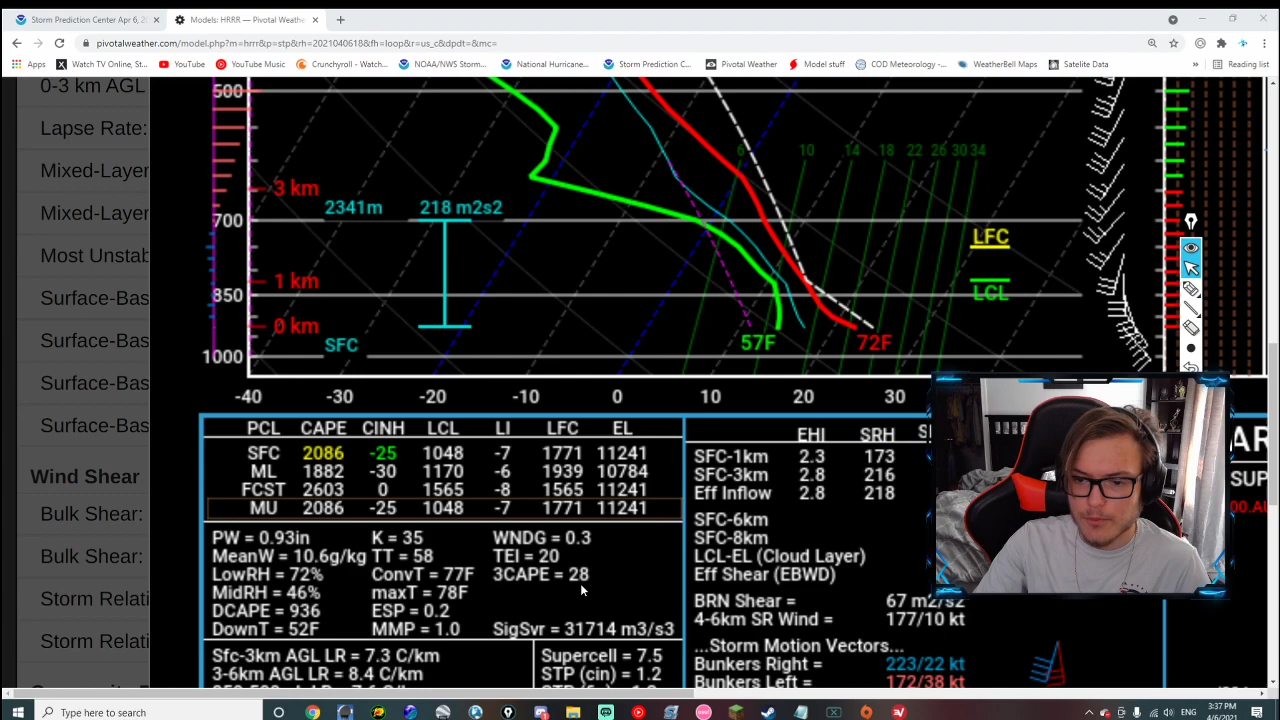 Storm Prediction Center Apr 6, 2
Models: HRRR — Pivotal Weathe
pivotalweather.com/model.php?m=hrrr&p=stp&rh=2021040618&fh=loop&r=us_c&dpdt=&mc=
Apps
Watch TV Online, St...
YouTube
YouTube Music
Crunchyroll - Watch...
NOAA/NWS Storm...
National Hurricane...
Storm Prediction C...
Pivotal Weather
Model stuff
COD Meteorology -...
WeatherBell Maps
Satellite Data
»
Reading list
0-3 km AGL
Lapse Rate:
Mixed-Layer
Mixed-Layer
Most Unstab
Surface-Bas
Surface-Bas
Surface-Bas
Surface-Bas
Wind Shear
Bulk Shear:
Bulk Shear:
Storm Relati
Storm Relati
500
6 10 14 18 22 26 30 34
3 km
2341m 218 m2s2
700
LFC
1 km
850
LCL
0 km
SFC
57F 72F
1000
-40 -30 -20 -10 0 10 20 30
PCL CAPE CINH LCL LI LFC EL
SFC 2086 -25 1048 -7 1771 11241
ML 1882 -30 1170 -6 1939 10784
FCST 2603 0 1565 -8 1565 11241
MU 2086 -25 1048 -7 1771 11241
PW = 0.93in K = 35 WNDG = 0.3
MeanW = 10.6g/kg TT = 58 TEI = 20
LowRH = 72% ConvT = 77F 3CAPE = 28
MidRH = 46% maxT = 78F
DCAPE = 936 ESP = 0.2
DownT = 52F MMP = 1.0 SigSvr = 31714 m3/s3
Sfc-3km AGL LR = 7.3 C/km
3-6km AGL LR = 8.4 C/km
Supercell = 7.5
STP (cin) = 1.2
EHI SRH
SFC-1km 2.3 173
SFC-3km 2.8 216
Eff Inflow 2.8 218
SFC-6km
SFC-8km
LCL-EL (Cloud Layer)
Eff Shear (EBWD)
BRN Shear = 67 m2/s2
4-6km SR Wind = 177/10 kt
...Storm Motion Vectors...
Bunkers Right = 223/22 kt
Bunkers Left = 172/38 kt
AR
SUP
Type here to search
ENG
3:37 PM
4/6/2021